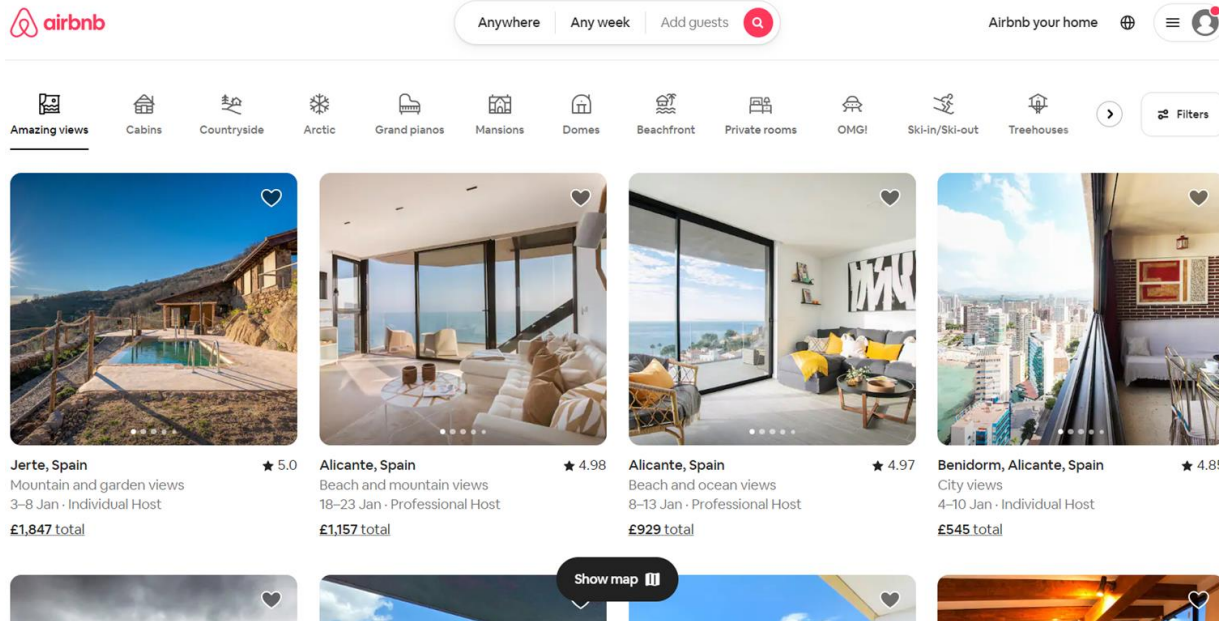 airbnb
Anywhere
Any week
Add guests
Airbnb your home
Amazing views
Cabins
Countryside
Arctic
Grand pianos
Mansions
Domes
Beachfront
Private rooms
OMG!
Ski-in/Ski-out
Treehouses
Filters
Jerte, Spain
5.0
Mountain and garden views
3–8 Jan · Individual Host
£1,847 total
Alicante, Spain
4.98
Beach and mountain views
18–23 Jan · Professional Host
£1,157 total
Alicante, Spain
4.97
Beach and ocean views
8–13 Jan · Professional Host
£929 total
Benidorm, Alicante, Spain
4.85
City views
4–10 Jan · Individual Host
£545 total
Show map